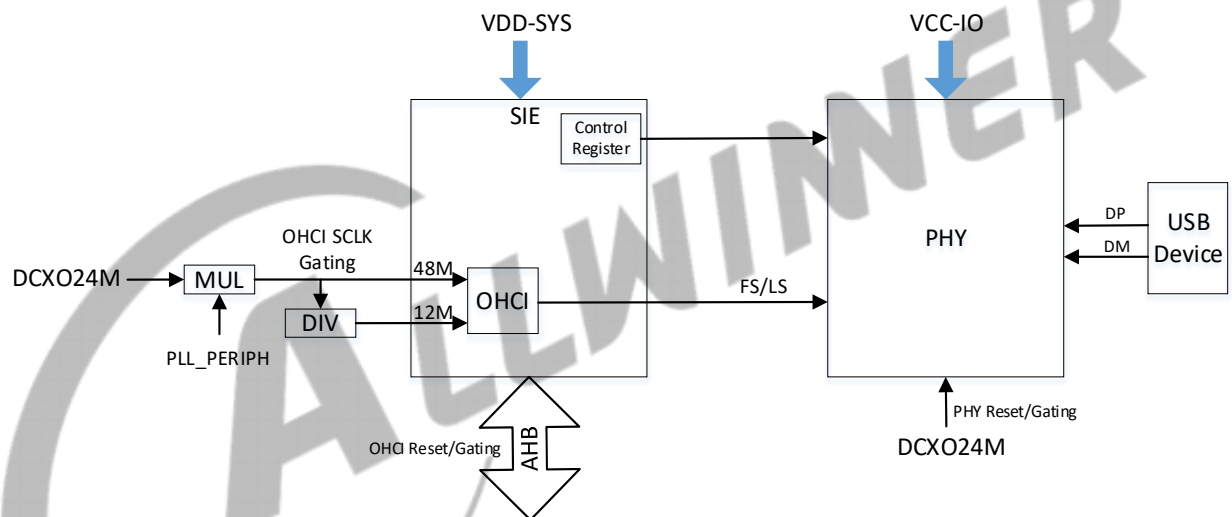 VDD-SYS
VCC-IO
SIE
Control
Register
PHY
DP
DM
USB
Device
OHCI SCLK
Gating
DCXO24M
MUL
48M
OHCI
FS/LS
DIV
12M
PLL_PERIPH
OHCI Reset/Gating
AHB
PHY Reset/Gating
DCXO24M
ALLWINNER